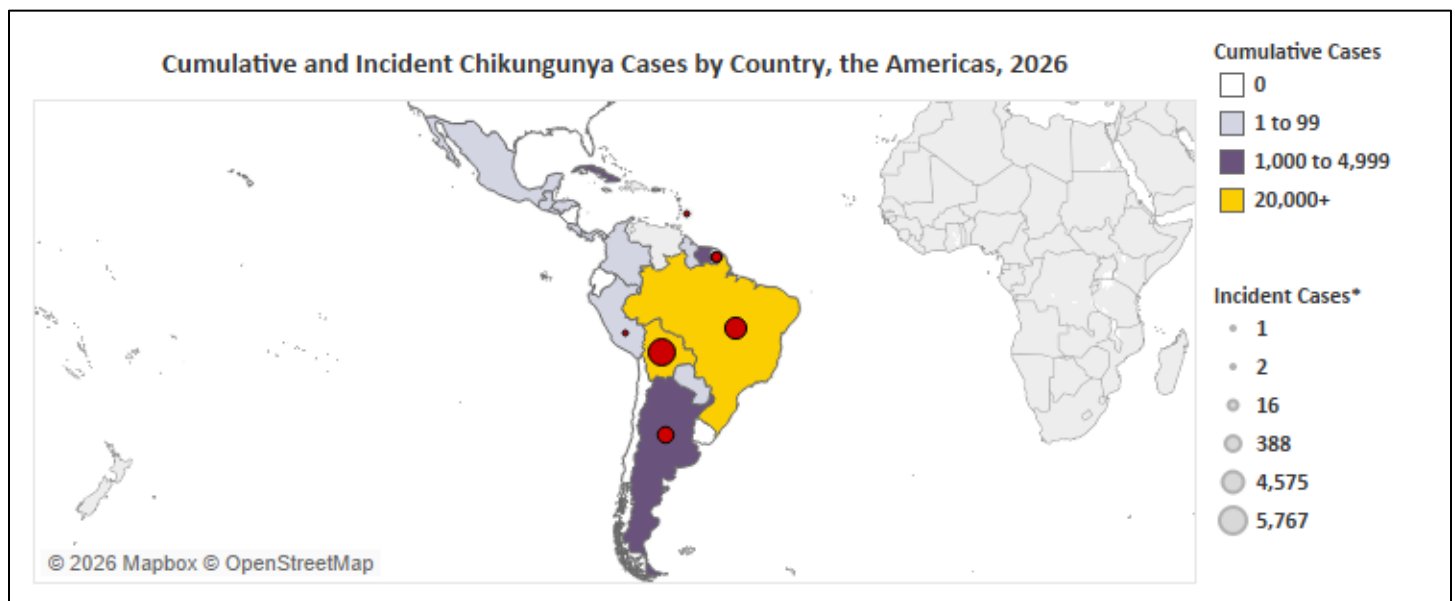 Cumulative and Incident Chikungunya Cases by Country, the Americas, 2026
Cumulative Cases
0
1 to 99
1,000 to 4,999
20,000+
Incident Cases*
1
2
16
388
4,575
5,767
© 2026 Mapbox © OpenStreetMap